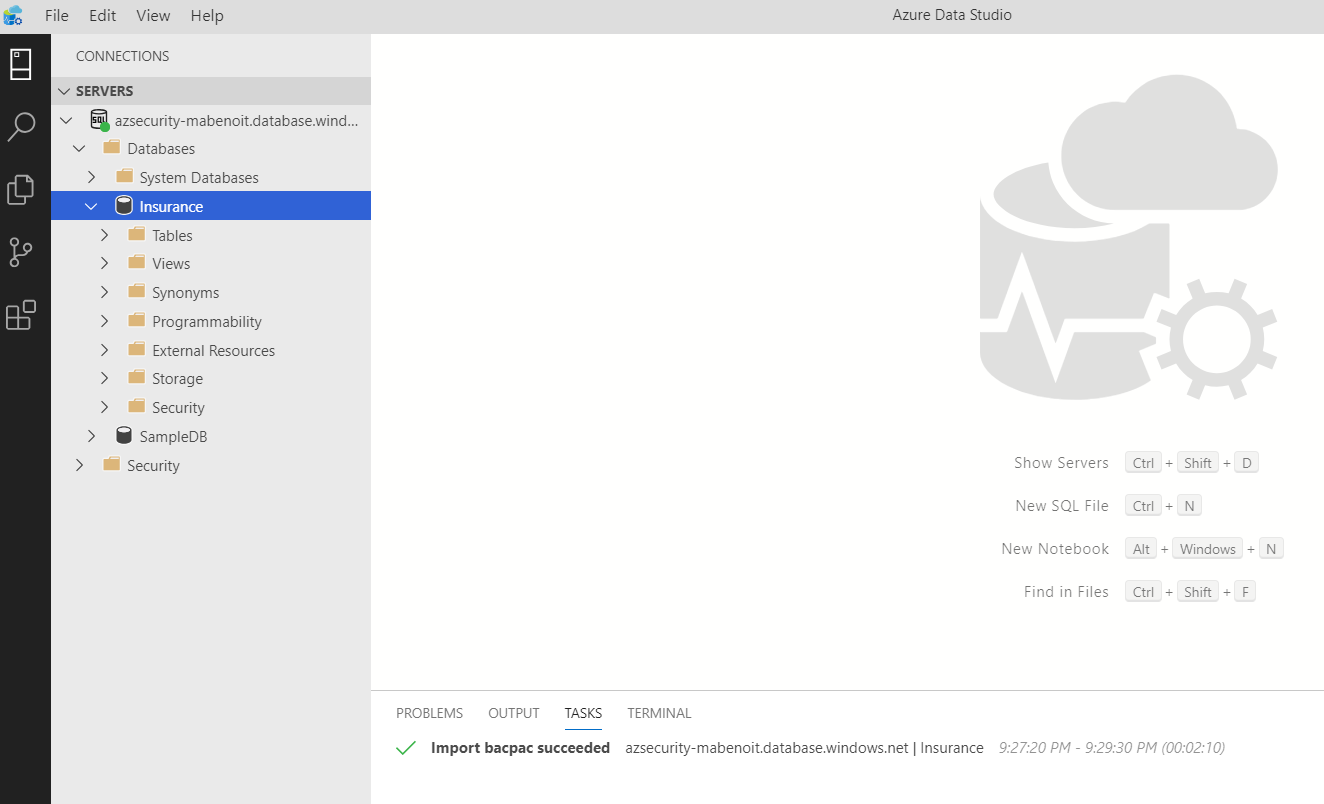 File Edit View Help
Azure Data Studio
CONNECTIONS
SERVERS
SQL
azsecurity-mabenoit.database.wind...
Databases
System Databases
Insurance
Tables
Views
Synonyms
Programmability
External Resources
Storage
Security
SampleDB
Security
Show Servers Ctrl + Shift + D
New SQL File Ctrl + N
New Notebook Alt + Windows + N
Find in Files Ctrl + Shift + F
PROBLEMS OUTPUT TASKS TERMINAL
Import bacpac succeeded azsecurity-mabenoit.database.windows.net | Insurance 9:27:20 PM - 9:29:30 PM (00:02:10)